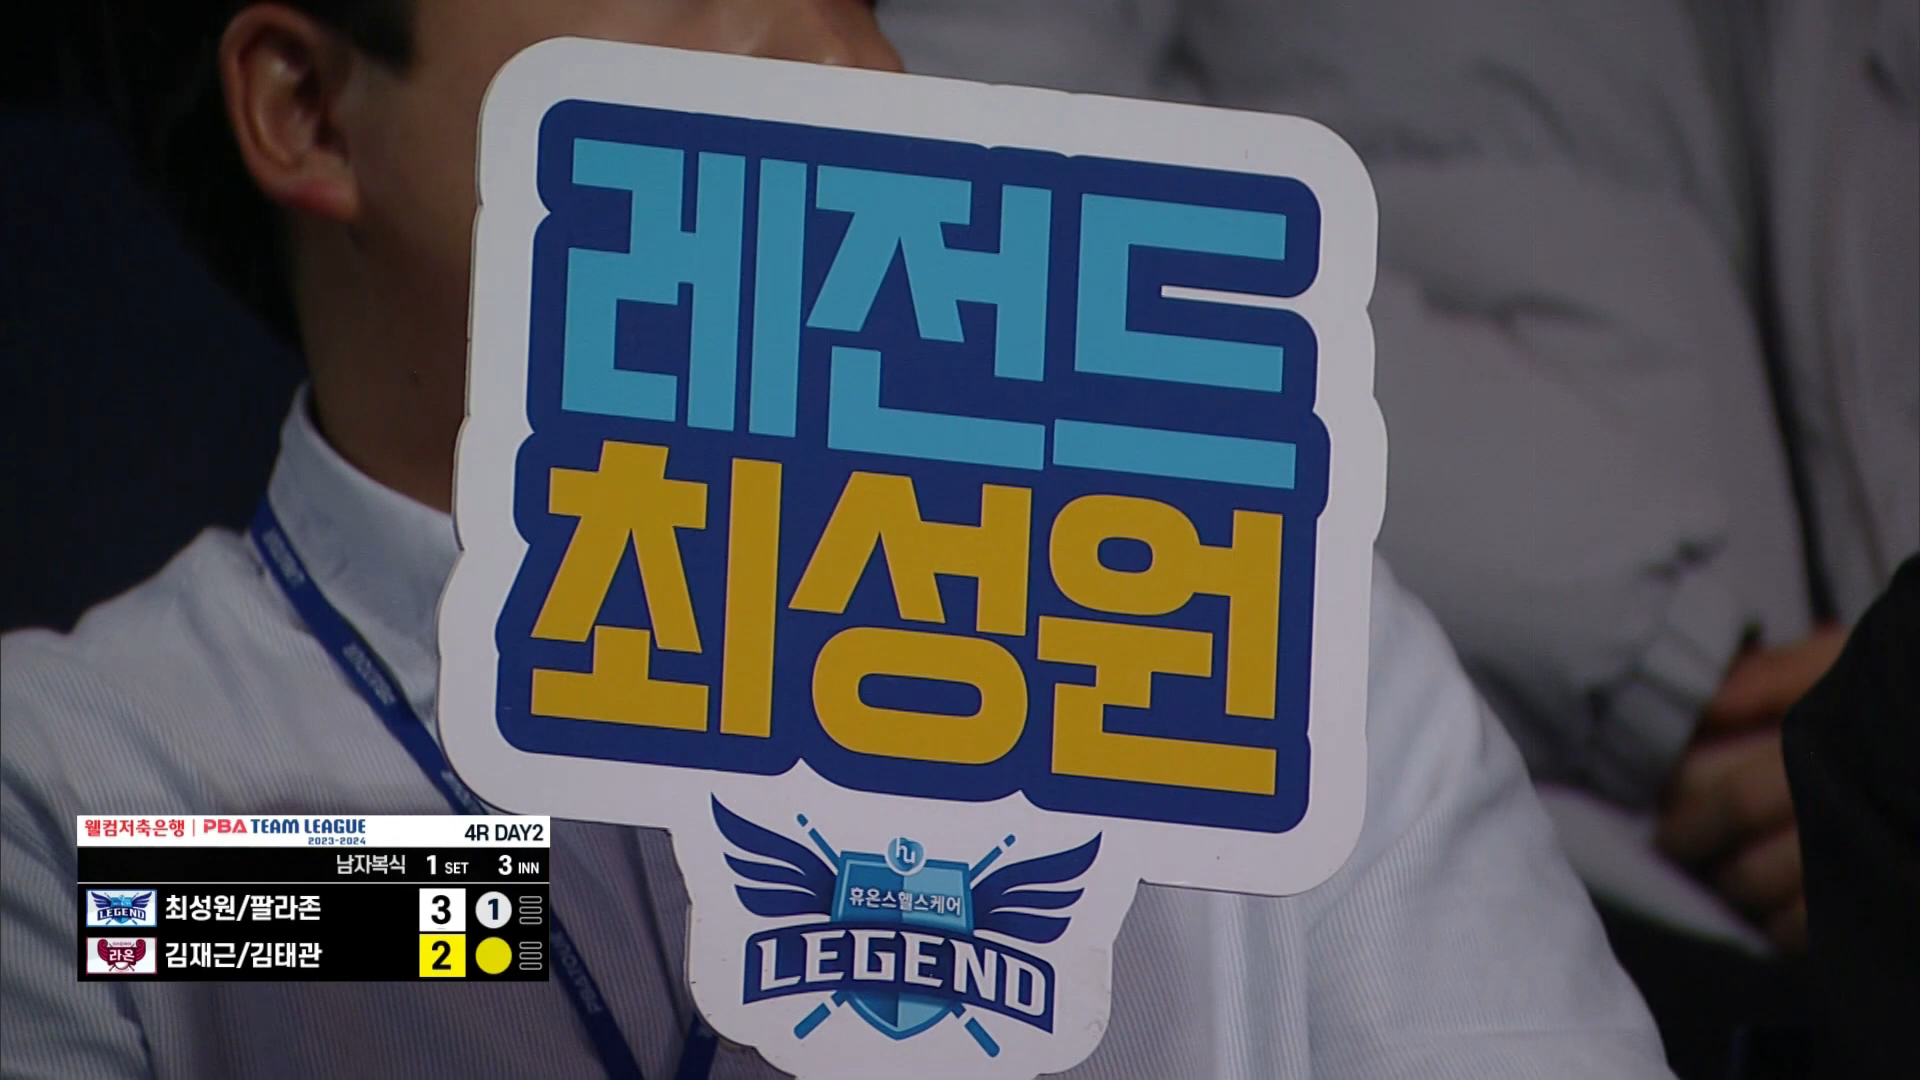 레전드
최성원
hu
휴온스헬스케어
LEGEND
웰컴저축은행 | PBA TEAM LEAGUE
2023-2024
4R DAY2
남자복식 1 SET 3 INN
LEGEND 최성원/팔라존 3 1
라온 김재근/김태관 2